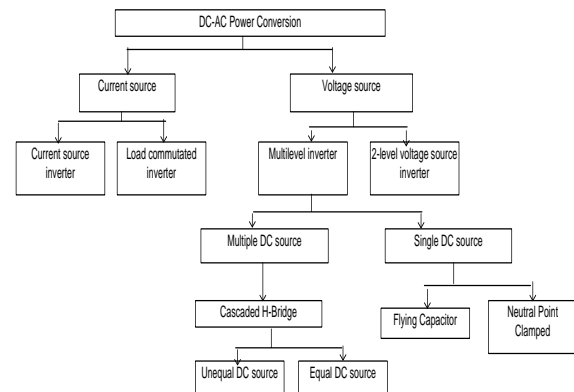 DC-AC Power Conversion
Current source
Voltage source
Current source
inverter
Load commutated
inverter
Multilevel inverter
2-level voltage source
inverter
Multiple DC source
Single DC source
Cascaded H-Bridge
Flying Capacitor
Neutral Point
Clamped
Unequal DC source
Equal DC source